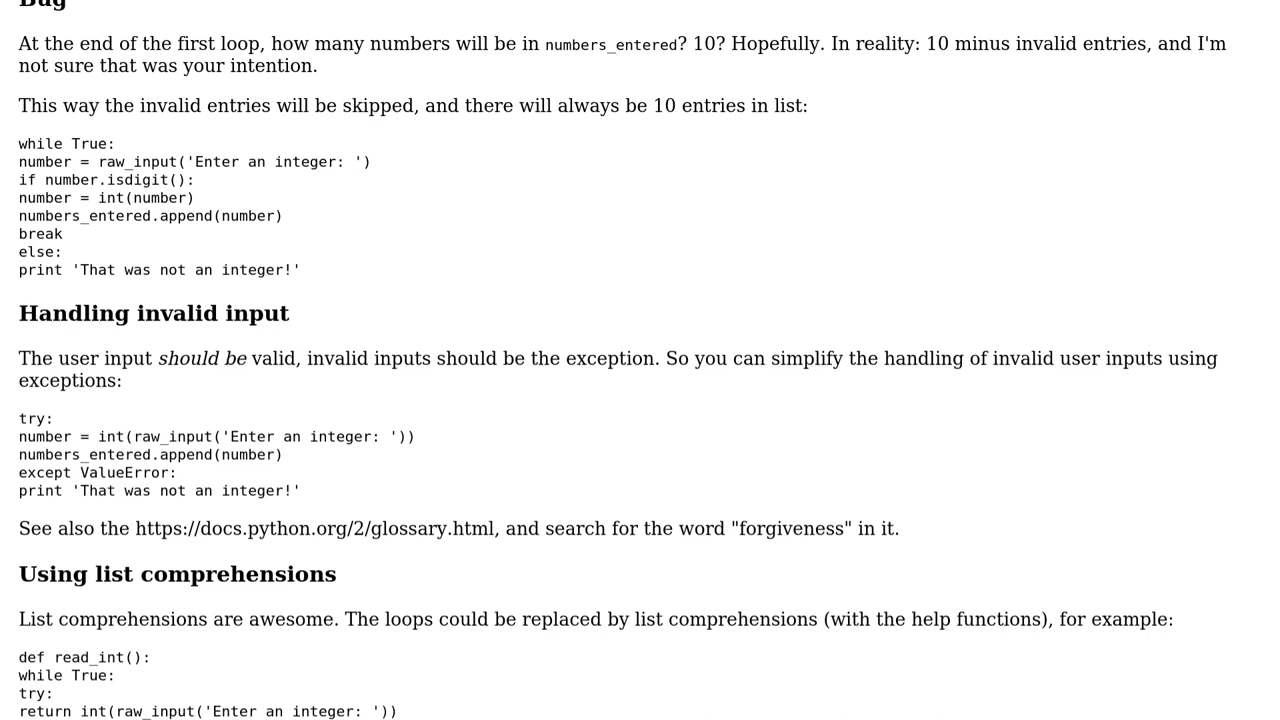 Bug
At the end of the first loop, how many numbers will be in numbers_entered? 10? Hopefully. In reality: 10 minus invalid entries, and I'm
not sure that was your intention.
This way the invalid entries will be skipped, and there will always be 10 entries in list:
while True:
number = raw_input('Enter an integer: ')
if number.isdigit():
number = int(number)
numbers_entered.append(number)
break
else:
print 'That was not an integer!'
Handling invalid input
The user input should be valid, invalid inputs should be the exception. So you can simplify the handling of invalid user inputs using
exceptions:
try:
number = int(raw_input('Enter an integer: '))
numbers_entered.append(number)
except ValueError:
print 'That was not an integer!'
See also the https://docs.python.org/2/glossary.html, and search for the word "forgiveness" in it.
Using list comprehensions
List comprehensions are awesome. The loops could be replaced by list comprehensions (with the help functions), for example:
def read_int():
while True:
try:
return int(raw_input('Enter an integer: '))